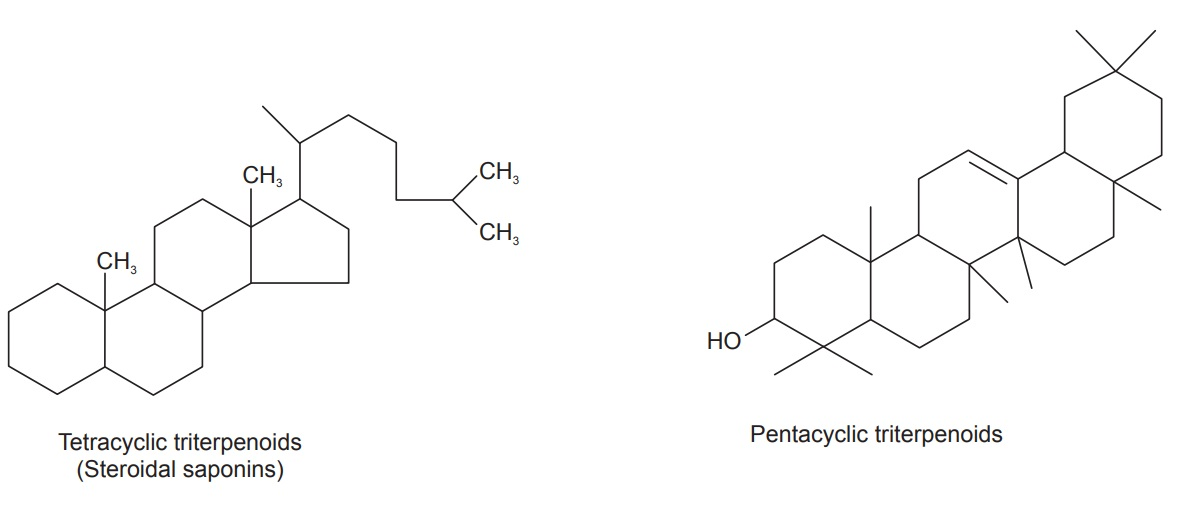 CH₃
CH₃
CH₃
CH₃
Tetracyclic triterpenoids
(Steroidal saponins)
HO
Pentacyclic triterpenoids